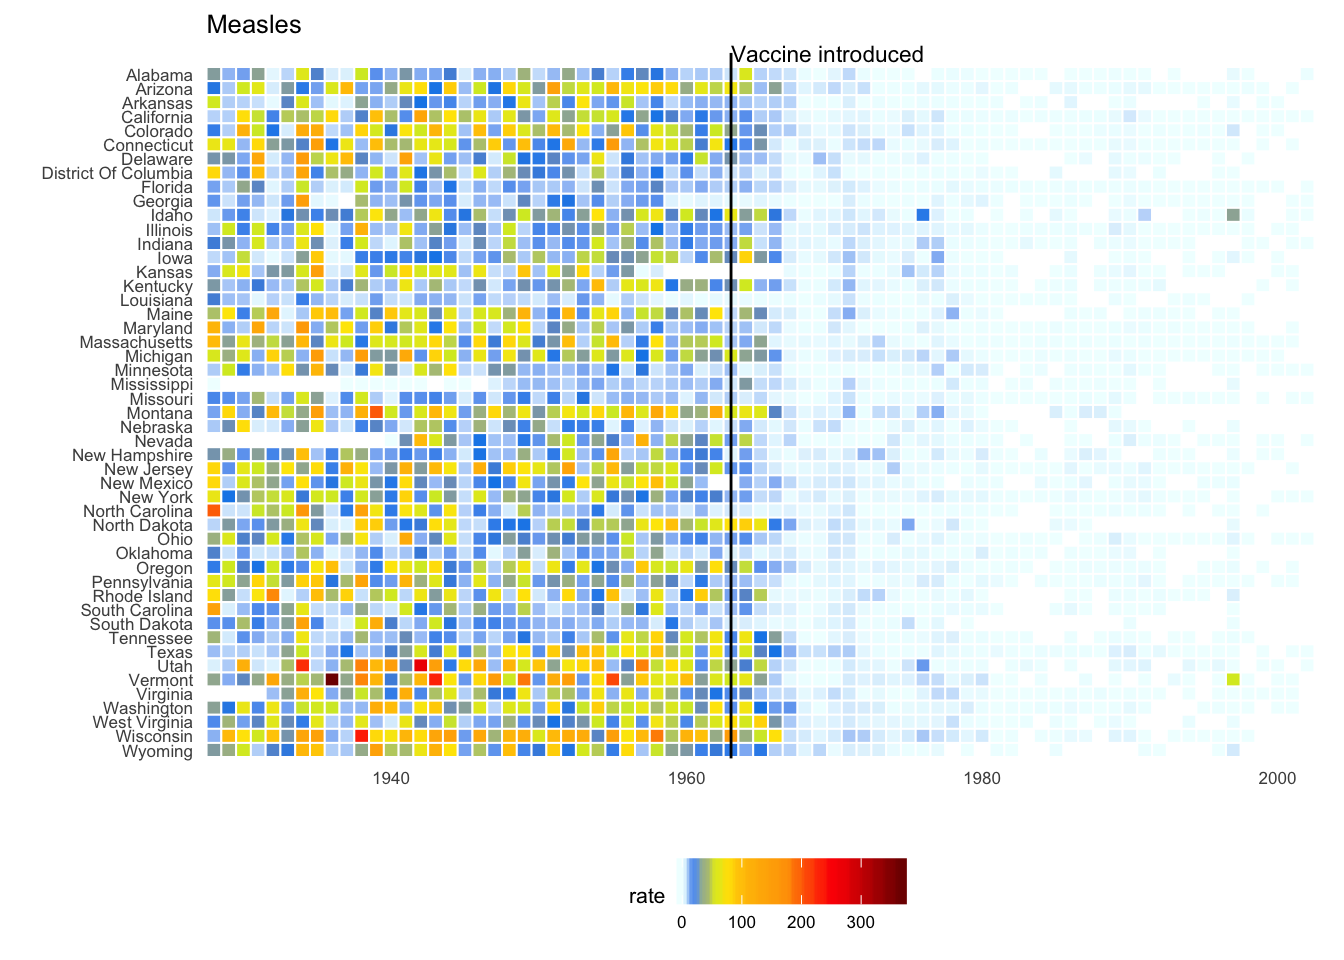 Measles
Vaccine introduced
Alabama
Arizona
Arkansas
California
Colorado
Connecticut
Delaware
District Of Columbia
Florida
Georgia
Idaho
Illinois
Indiana
Iowa
Kansas
Kentucky
Louisiana
Maine
Maryland
Massachusetts
Michigan
Minnesota
Mississippi
Missouri
Montana
Nebraska
Nevada
New Hampshire
New Jersey
New Mexico
New York
North Carolina
North Dakota
Ohio
Oklahoma
Oregon
Pennsylvania
Rhode Island
South Carolina
South Dakota
Tennessee
Texas
Utah
Vermont
Virginia
Washington
West Virginia
Wisconsin
Wyoming
1940 1960 1980 2000
rate
0 100 200 300